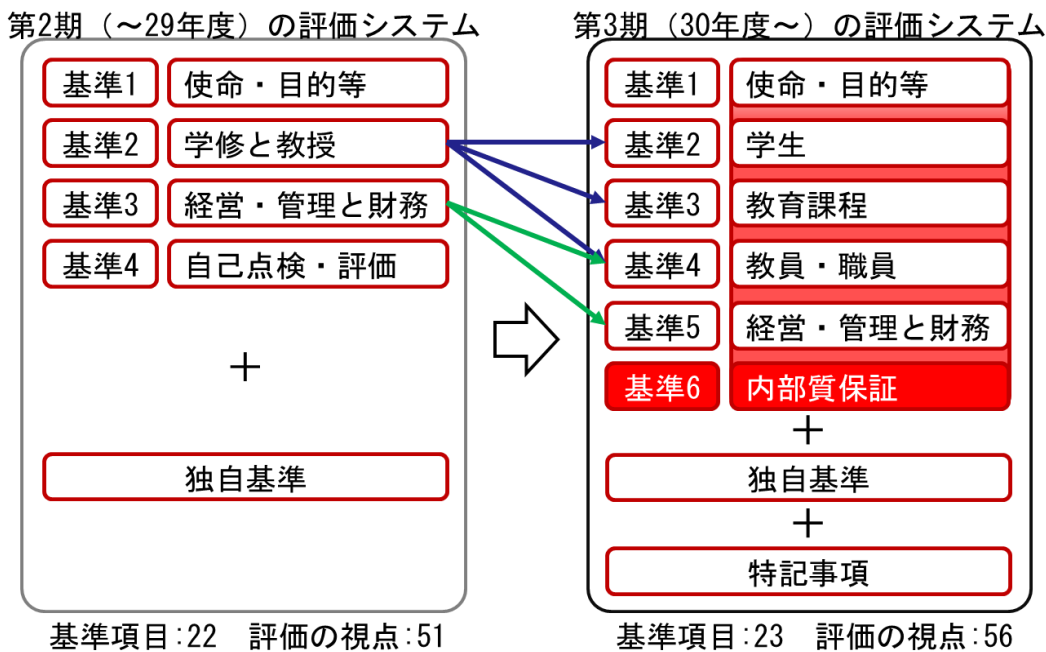 第2期（～29年度）の評価システム
基準1 使命・目的等
基準2 学修と教授
基準3 経営・管理と財務
基準4 自己点検・評価
＋
独自基準
基準項目:22 評価の視点:51
第3期（30年度～）の評価システム
基準1 使命・目的等
基準2 学生
基準3 教育課程
基準4 教員・職員
基準5 経営・管理と財務
基準6 内部質保証
＋
独自基準
＋
特記事項
基準項目:23 評価の視点:56